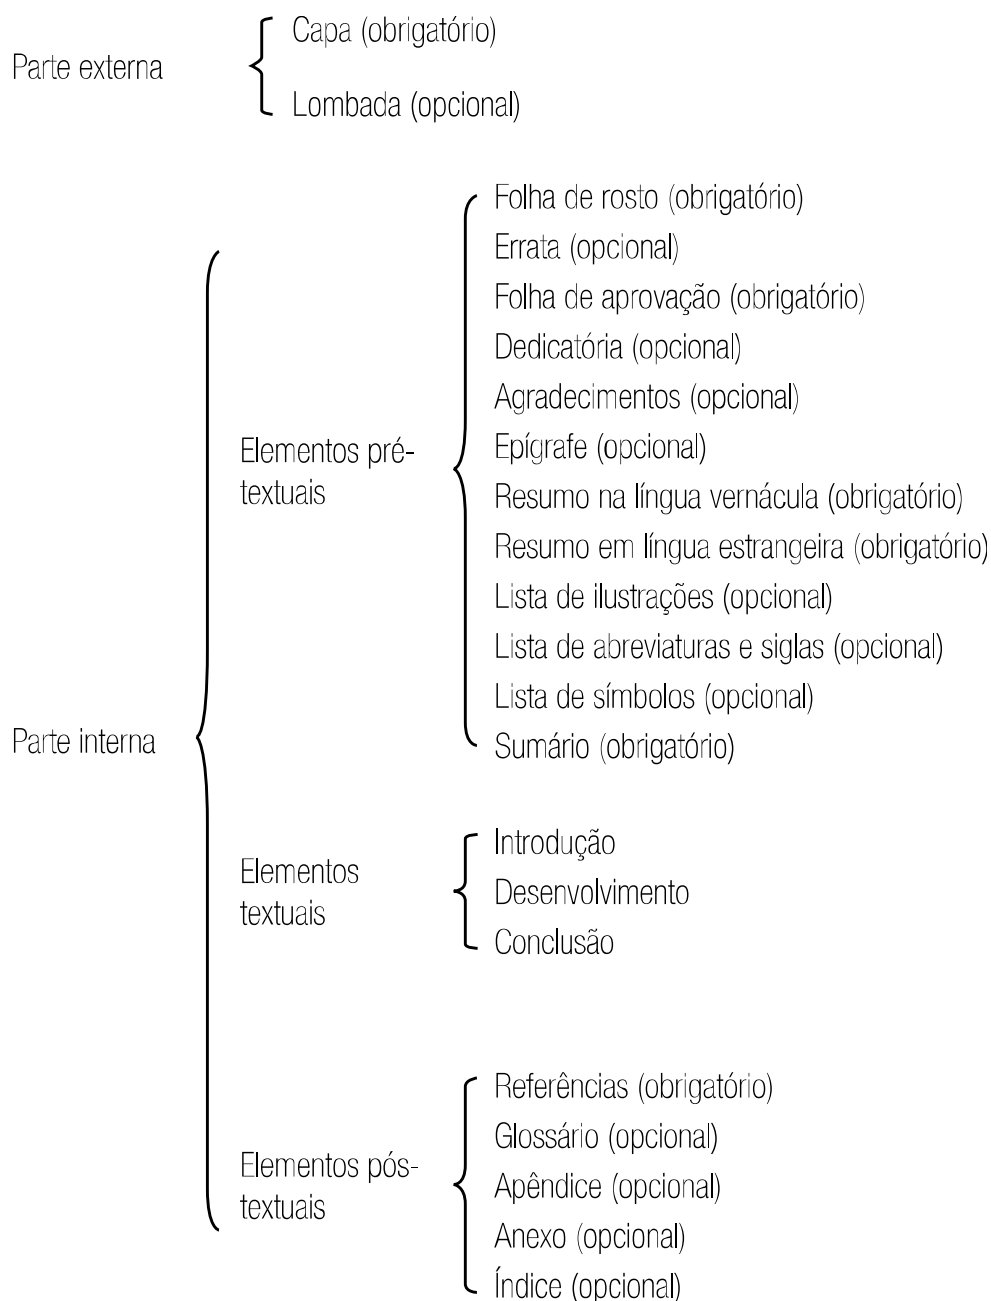 Parte externa
Capa (obrigatório)
Lombada (opcional)
Parte interna
Elementos pré-
textuais
Folha de rosto (obrigatório)
Errata (opcional)
Folha de aprovação (obrigatório)
Dedicatória (opcional)
Agradecimentos (opcional)
Epígrafe (opcional)
Resumo na língua vernácula (obrigatório)
Resumo em língua estrangeira (obrigatório)
Lista de ilustrações (opcional)
Lista de abreviaturas e siglas (opcional)
Lista de símbolos (opcional)
Sumário (obrigatório)
Elementos
textuais
Introdução
Desenvolvimento
Conclusão
Elementos pós-
textuais
Referências (obrigatório)
Glossário (opcional)
Apêndice (opcional)
Anexo (opcional)
Índice (opcional)